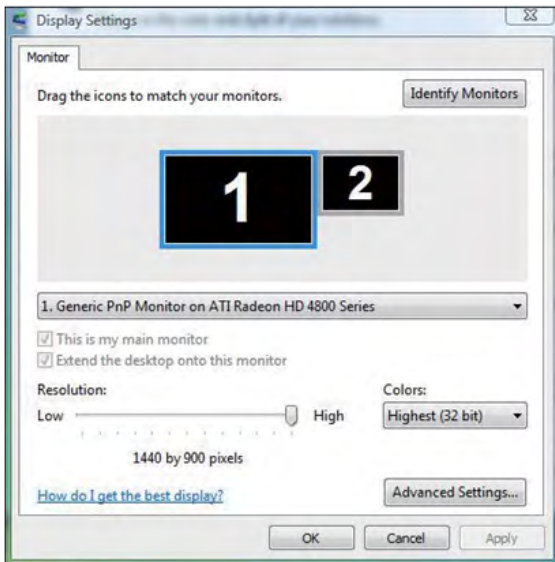 Display Settings
Monitor
Drag the icons to match your monitors.
Identify Monitors
1
2
1. Generic PnP Monitor on ATI Radeon HD 4800 Series
This is my main monitor
Extend the desktop onto this monitor
Resolution:
Colors:
Low
High
Highest (32 bit)
1440 by 900 pixels
How do I get the best display?
Advanced Settings...
OK
Cancel
Apply